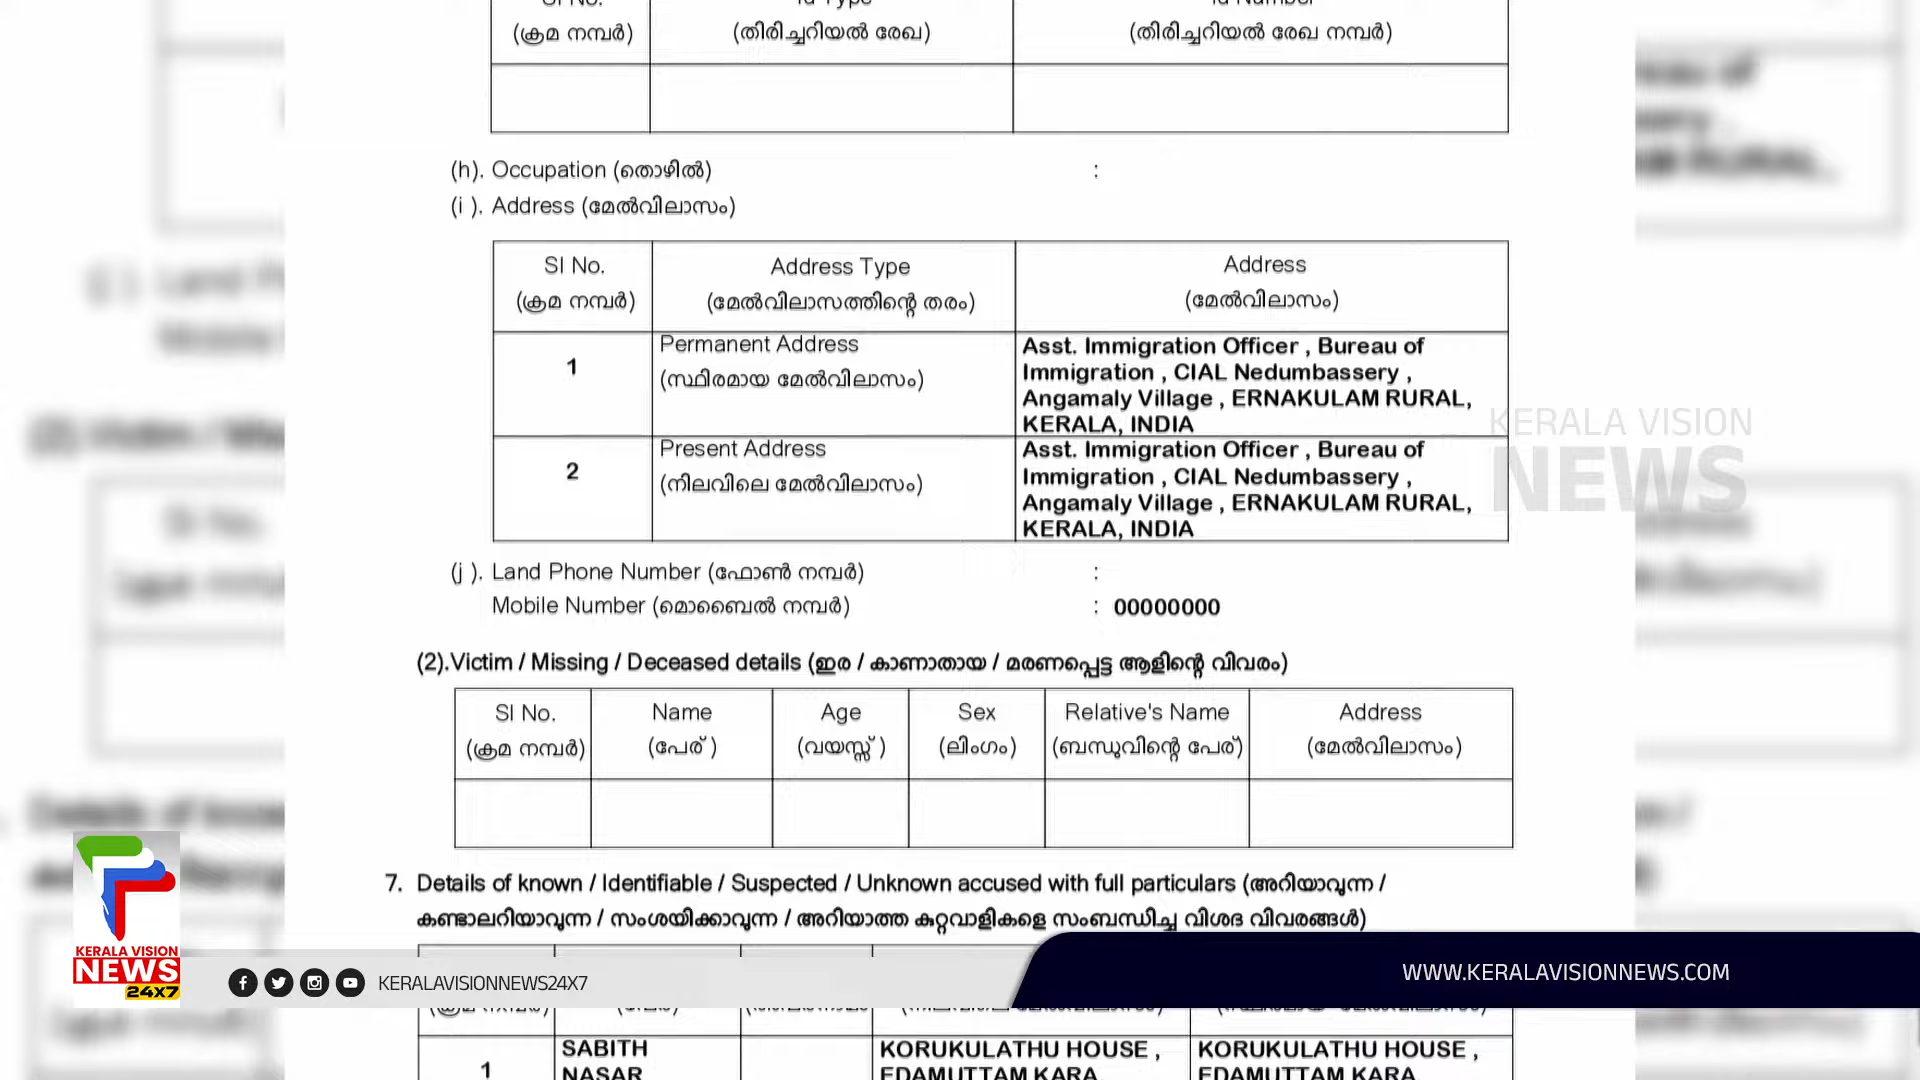 (ക്രമ നമ്പർ)
(തിരിച്ചറിയൽ രേഖ)
(തിരിച്ചറിയൽ രേഖ നമ്പർ)
(h). Occupation (തൊഴിൽ) :
(i ). Address (മേൽവിലാസം)
Sl No.
(ക്രമ നമ്പർ)
Address Type
(മേൽവിലാസത്തിന്റെ തരം)
Address
(മേൽവിലാസം)
1
Permanent Address
(സ്ഥിരമായ മേൽവിലാസം)
Asst. Immigration Officer , Bureau of
Immigration , CIAL Nedumbassery ,
Angamaly Village , ERNAKULAM RURAL,
KERALA, INDIA
2
Present Address
(നിലവിലെ മേൽവിലാസം)
Asst. Immigration Officer , Bureau of
Immigration , CIAL Nedumbassery ,
Angamaly Village , ERNAKULAM RURAL,
KERALA, INDIA
KERALA VISION
NEWS
(j ). Land Phone Number (ഫോൺ നമ്പർ) :
Mobile Number (മൊബൈൽ നമ്പർ) : 00000000
(2).Victim / Missing / Deceased details (ഇര / കാണാതായ / മരണപ്പെട്ട ആളിന്റെ വിവരം)
Sl No.
(ക്രമ നമ്പർ)
Name
(പേര് )
Age
(വയസ്സ് )
Sex
(ലിംഗം)
Relative's Name
(ബന്ധുവിന്റെ പേര്)
Address
(മേൽവിലാസം)
7. Details of known / Identifiable / Suspected / Unknown accused with full particulars (അറിയാവുന്ന /
കണ്ടാലറിയാവുന്ന / സംശയിക്കാവുന്ന / അറിയാത്ത കുറ്റവാളികളെ സംബന്ധിച്ച വിശദ വിവരങ്ങൾ)
KERALA VISION
NEWS
24X7
KERALAVISIONNEWS24X7
WWW.KERALAVISIONNEWS.COM
1
SABITH
NASAR
KORUKULATHU HOUSE ,
EDAMUTTAM KARA
KORUKULATHU HOUSE ,
EDAMUTTAM KARA